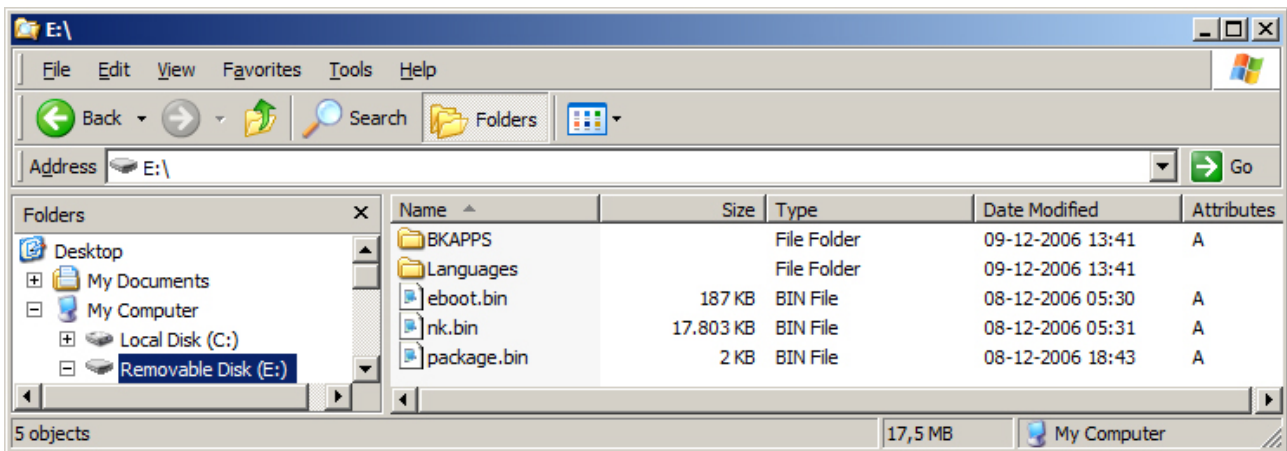 E:\
File Edit View Favorites Tools Help
Back Search Folders
Address E:\ Go
Folders x Name Size Type Date Modified Attributes
Desktop BKAPPS File Folder 09-12-2006 13:41 A
My Documents Languages File Folder 09-12-2006 13:41
My Computer eboot.bin 187 KB BIN File 08-12-2006 05:30 A
Local Disk (C:) nk.bin 17.803 KB BIN File 08-12-2006 05:31 A
Removable Disk (E:) package.bin 2 KB BIN File 08-12-2006 18:43 A
5 objects 17,5 MB My Computer